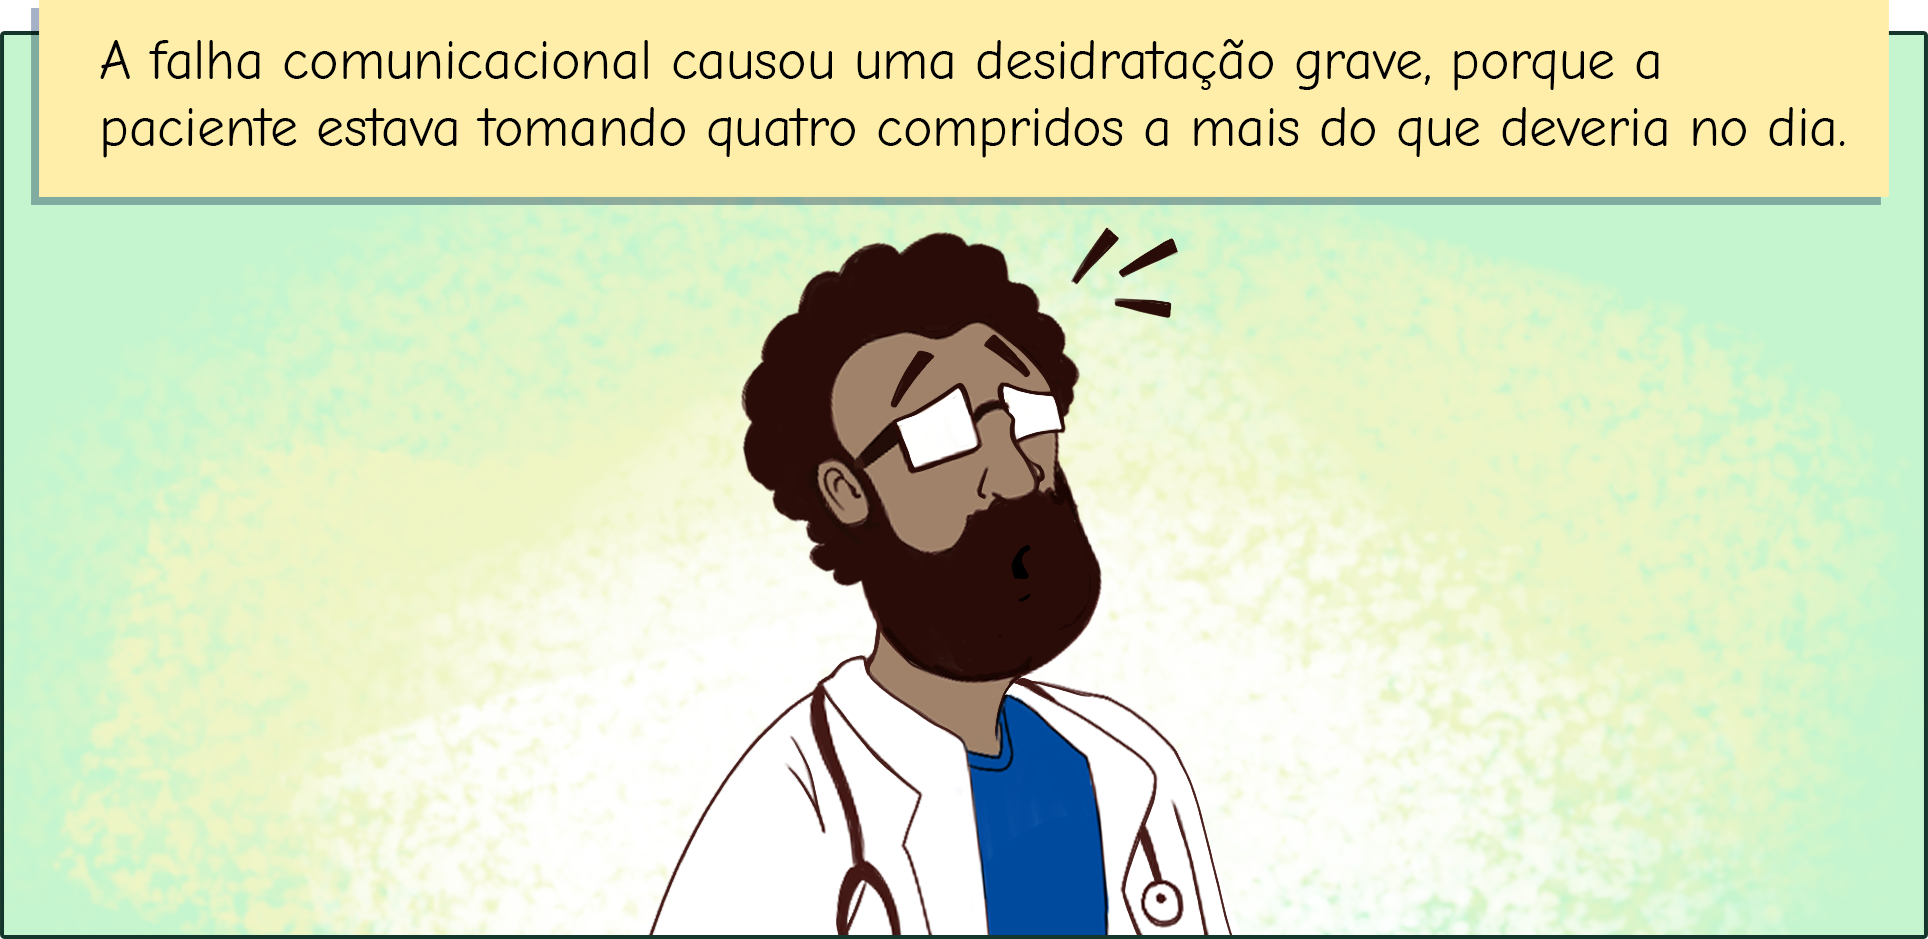 A falha comunicacional causou uma desidratação grave, porque a
paciente estava tomando quatro compridos a mais do que deveria no dia.